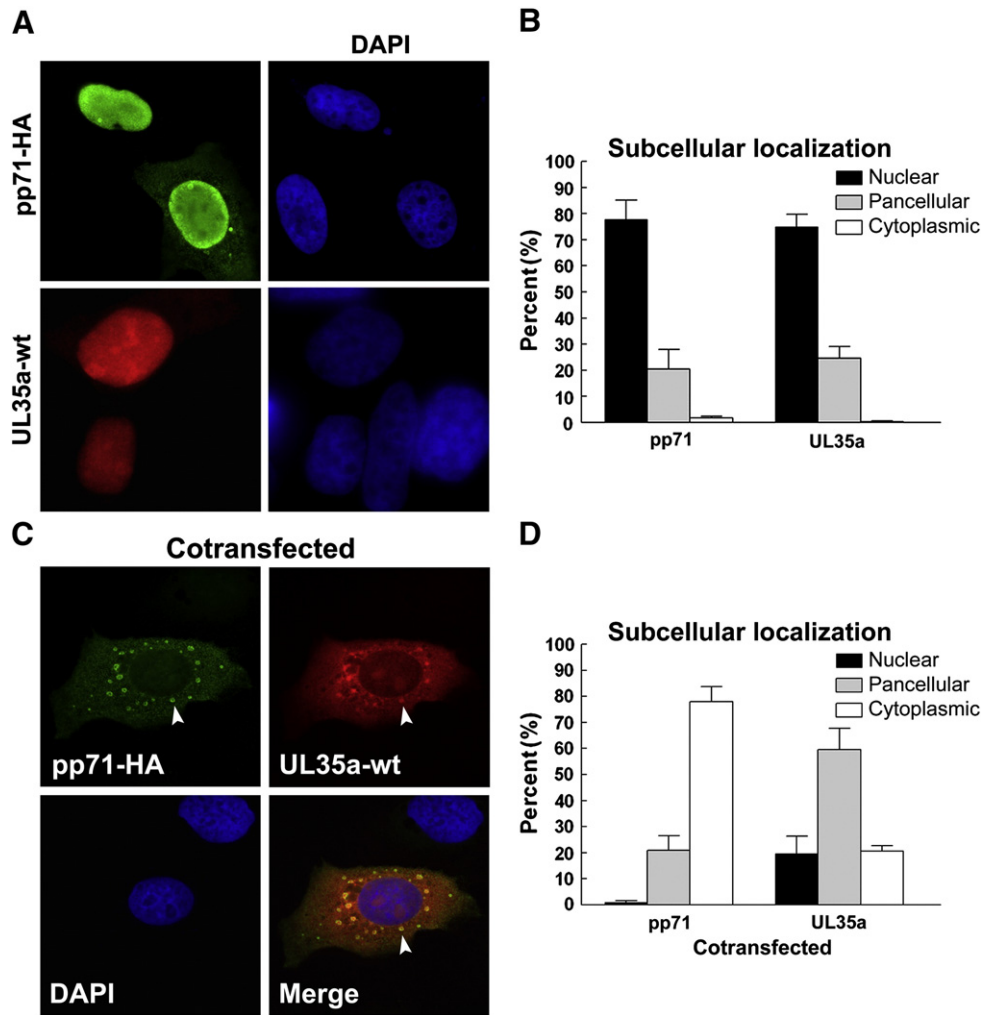 A
DAPI
pp71-HA
UL35a-wt
B
Subcellular localization
Nuclear
Pancellular
Cytoplasmic
Percent (%)
100
90
80
70
60
50
40
30
20
10
0
pp71
UL35a
C
Cotransfected
pp71-HA
UL35a-wt
DAPI
Merge
D
Subcellular localization
Nuclear
Pancellular
Cytoplasmic
Percent (%)
100
90
80
70
60
50
40
30
20
10
0
pp71
UL35a
Cotransfected